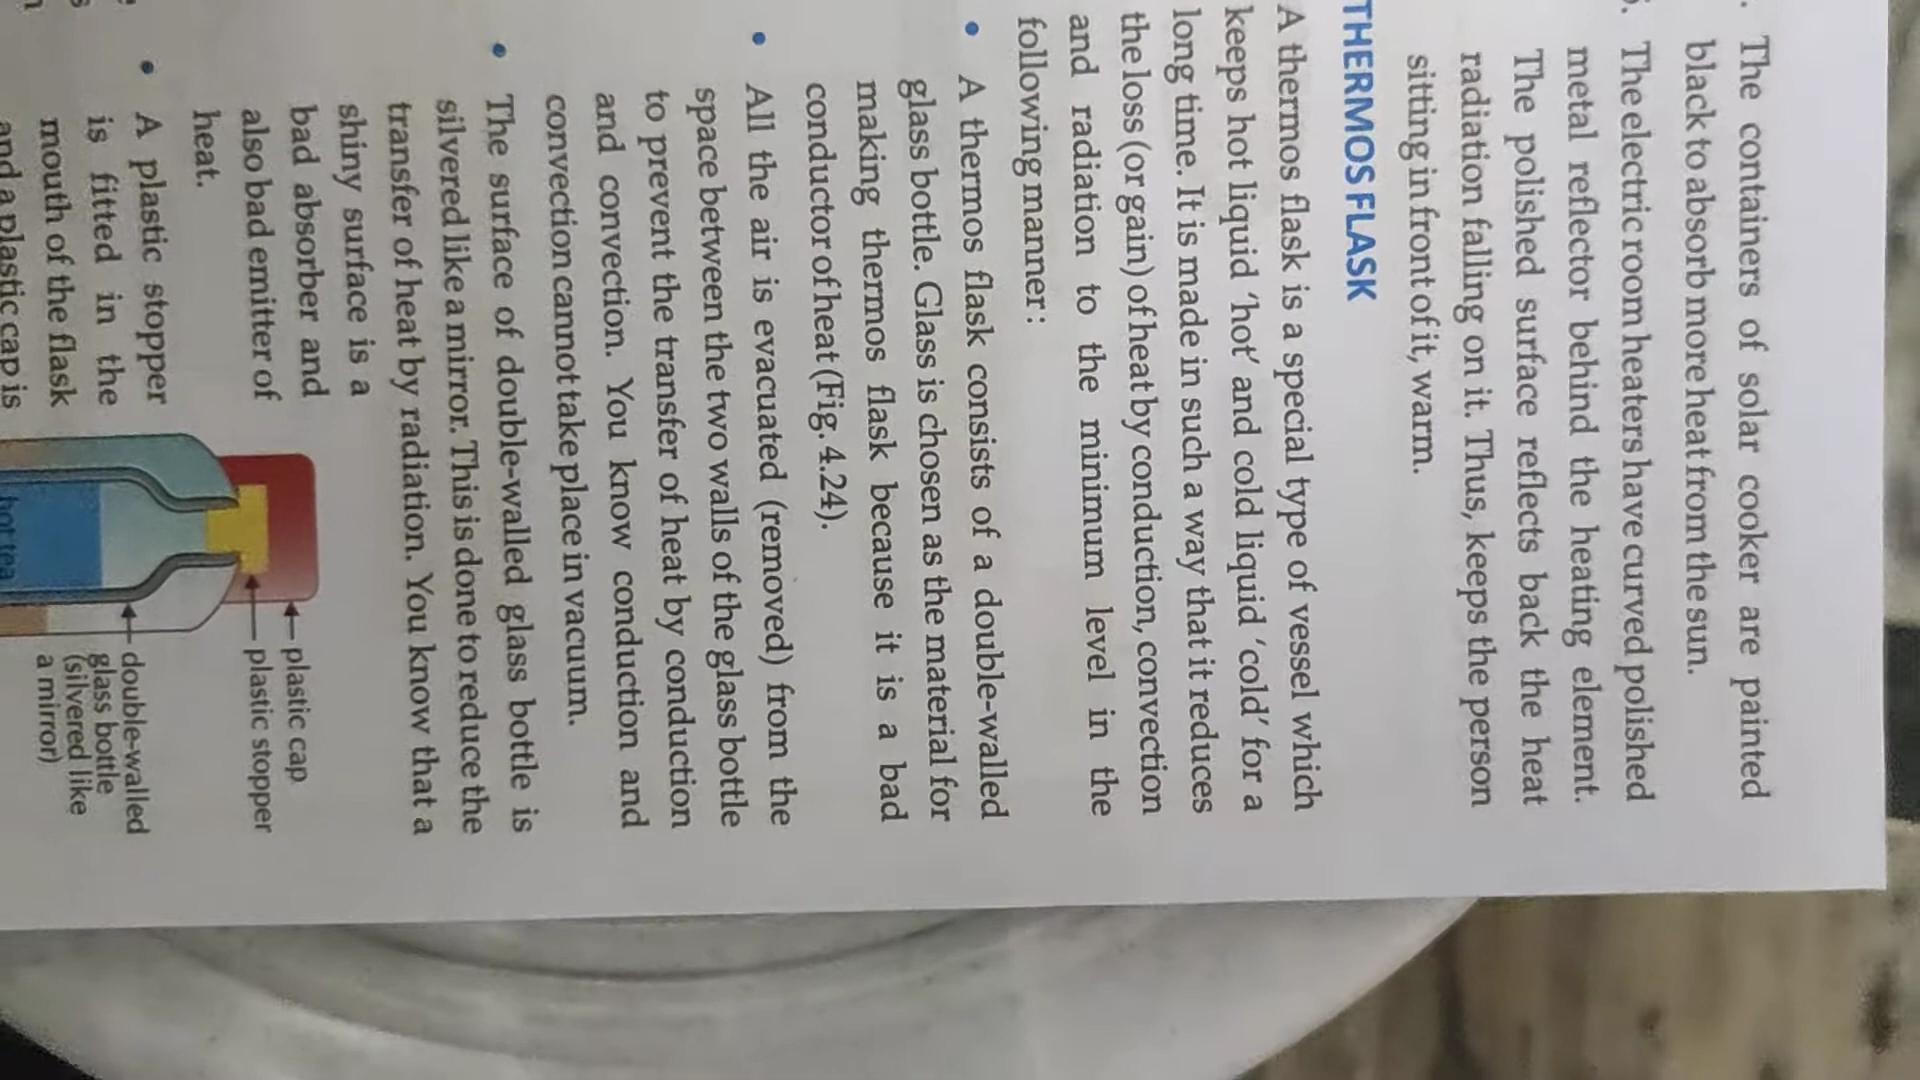 The containers of solar cooker are painted
black to absorb more heat from the sun.
The electric room heaters have curved polished
metal reflector behind the heating element.
The polished surface reflects back the heat
radiation falling on it. Thus, keeps the person
sitting in front of it, warm.
THERMOS FLASK
A thermos flask is a special type of vessel which
keeps hot liquid 'hot' and cold liquid 'cold' for a
long time. It is made in such a way that it reduces
the loss (or gain) of heat by conduction, convection
and radiation to the minimum level in the
following manner:
• A thermos flask consists of a double-walled
glass bottle. Glass is chosen as the material for
making thermos flask because it is a bad
conductor of heat (Fig. 4.24).
• All the air is evacuated (removed) from the
space between the two walls of the glass bottle
to prevent the transfer of heat by conduction
and convection. You know conduction and
convection cannot take place in vacuum.
• The surface of double-walled glass bottle is
silvered like a mirror. This is done to reduce the
transfer of heat by radiation. You know that a
shiny surface is a
bad absorber and
also bad emitter of
heat.
• A plastic stopper
is fitted in the
mouth of the flask
and a plastic cap is
plastic cap
plastic stopper
double-walled
glass bottle
(silvered like
a mirror)
hot tea